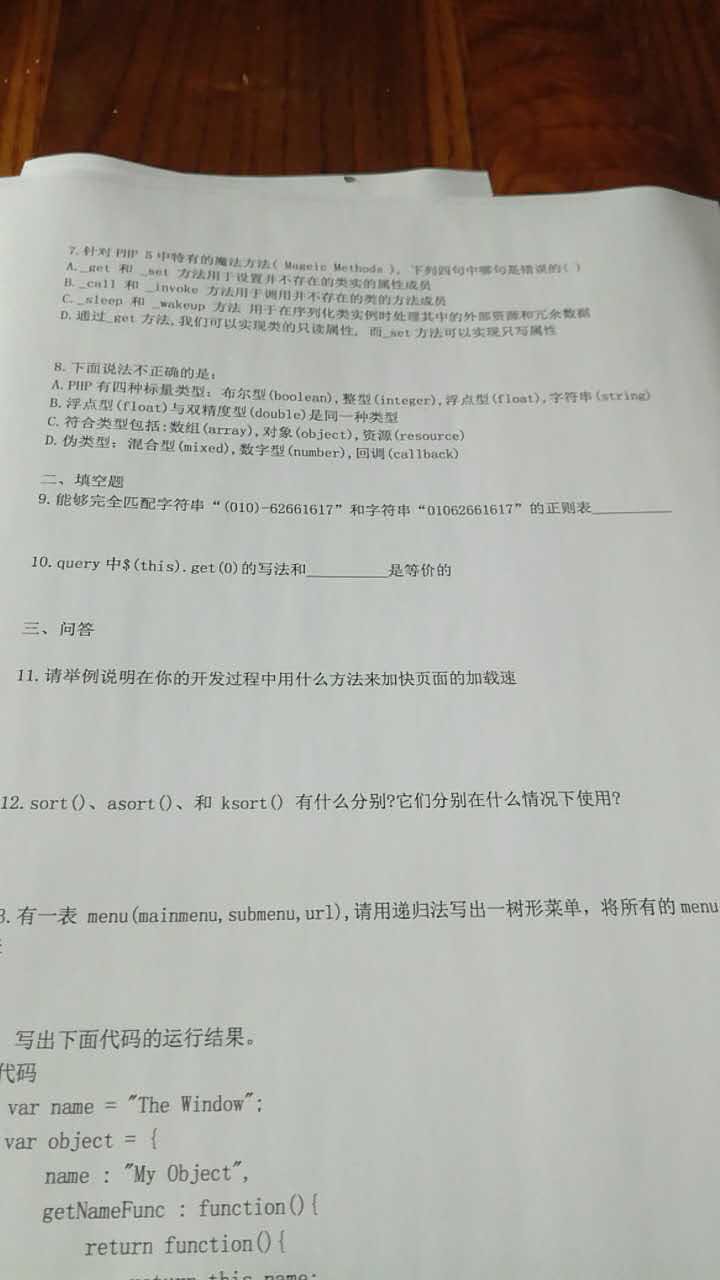 7.针对 PHP 5 中特有的魔法方法( Mageic Methods ), 下列四句中哪句是错误的( )
A._get 和 _set 方法用于设置并不存在的类实的属性成员
B._call 和 _invoke 方法用于调用并不存在的类的方法成员
C._sleep 和 _wakeup 方法 用于在序列化类实例时处理其中的外部资源和冗余数据
D.通过_get 方法,我们可以实现类的只读属性, 而_set 方法可以实现只写属性
8.下面说法不正确的是:
A.PHP 有四种标量类型: 布尔型(boolean),整型(integer),浮点型(float),字符串(string)
B.浮点型(float)与双精度型(double)是同一种类型
C.符合类型包括:数组(array),对象(object),资源(resource)
D.伪类型: 混合型(mixed),数字型(number),回调(callback)
二、填空题
9.能够完全匹配字符串“(010)-62661617”和字符串“01062661617”的正则表__________
10.query 中$(this).get(0)的写法和__________是等价的
三、问答
11.请举例说明在你的开发过程中用什么方法来加快页面的加载速
12.sort()、asort()、和 ksort() 有什么分别?它们分别在什么情况下使用?
3.有一表 menu(mainmenu,submenu,url),请用递归法写出一树形菜单，将所有的 menu
写出下面代码的运行结果。
代码
var name = "The Window";
var object = {
name : "My Object",
getNameFunc : function(){
return function(){
return this.name;